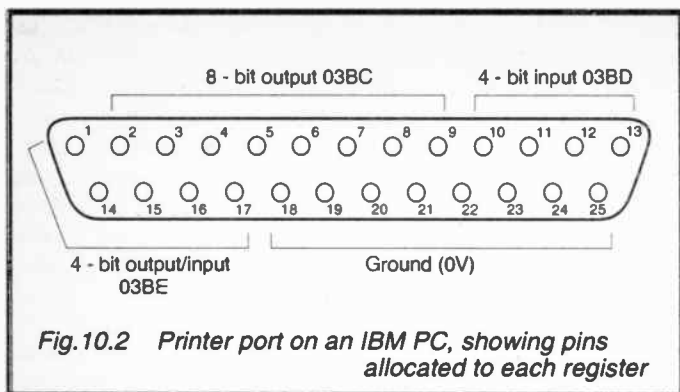 8 - bit output 03BC 4 - bit input 03BD
1 2 3 4 5 6 7 8 9 10 11 12 13
14 15 16 17 18 19 20 21 22 23 24 25
4 - bit output/input Ground (0V)
03BE
Fig.10.2 Printer port on an IBM PC, showing pins
allocated to each register